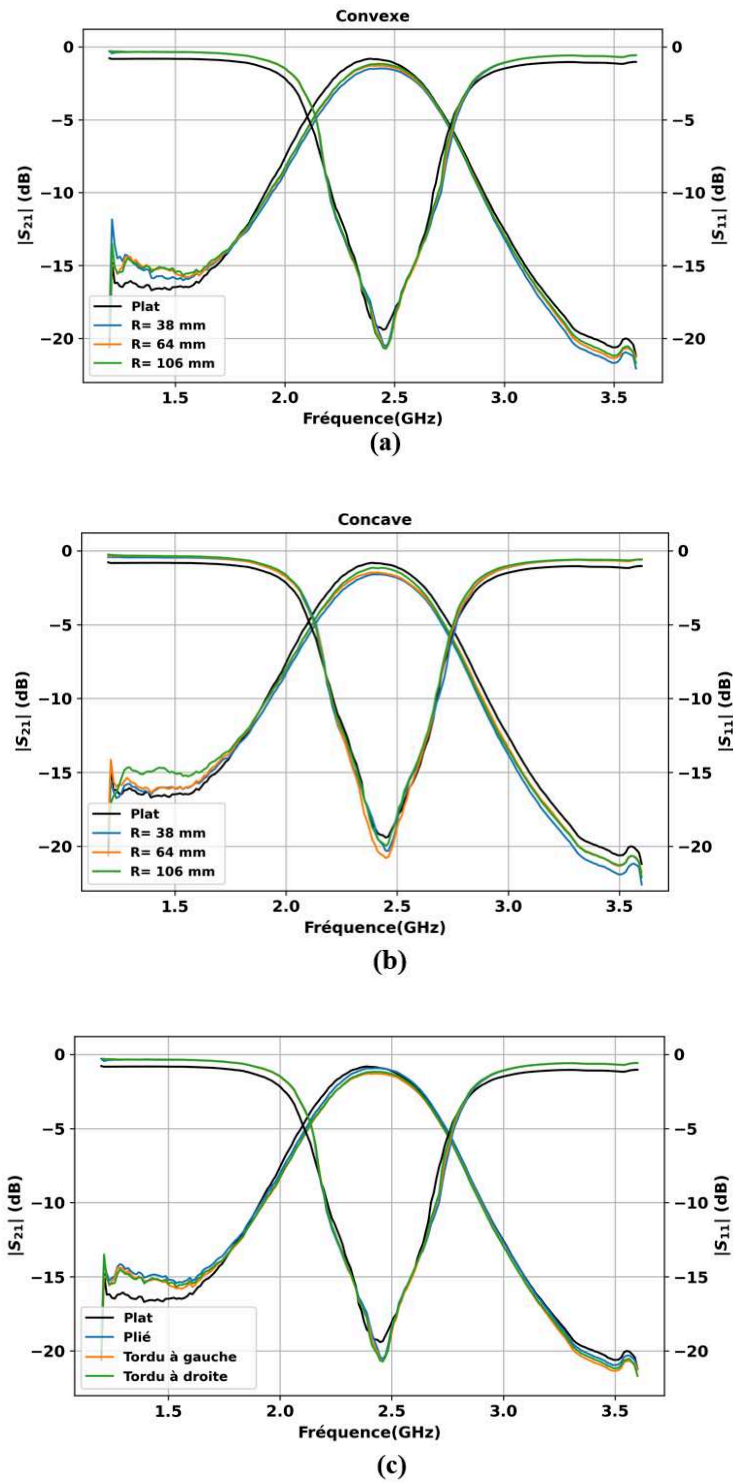 Convexe
0
−5
−10
−15
−20
|S21| (dB)
0
−5
−10
−15
−20
|S11| (dB)
Plat
R= 38 mm
R= 64 mm
R= 106 mm
1.5 2.0 2.5 3.0 3.5
Fréquence(GHz)
(a)
Concave
0
−5
−10
−15
−20
|S21| (dB)
0
−5
−10
−15
−20
|S11| (dB)
Plat
R= 38 mm
R= 64 mm
R= 106 mm
1.5 2.0 2.5 3.0 3.5
Fréquence(GHz)
(b)
0
−5
−10
−15
−20
|S21| (dB)
0
−5
−10
−15
−20
|S11| (dB)
Plat
Plié
Tordu à gauche
Tordu à droite
1.5 2.0 2.5 3.0 3.5
Fréquence(GHz)
(c)